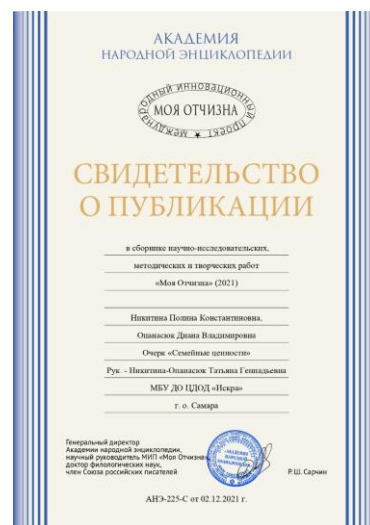 АКАДЕМИЯ
НАРОДНОЙ ЭНЦИКЛОПЕДИИ
МЕЖДУНАРОДНЫЙ ИННОВАЦИОННЫЙ ПРОЕКТ
МОЯ ОТЧИЗНА
СВИДЕТЕЛЬСТВО
О ПУБЛИКАЦИИ
в сборнике научно-исследовательских,
методических и творческих работ
«Моя Отчизна» (2021)
Никитина Полина Константиновна,
Опанасюк Диана Владимировна
Очерк «Семейные ценности»
Рук. - Никитина-Опанасюк Татьяна Геннадьевна
МБУ ДО ЦДОД «Искра»
г. о. Самара
Генеральный директор
Академии народной энциклопедии,
научный руководитель МИП «Моя Отчизна»,
доктор филологических наук,
член Союза российских писателей
Р.Ш. Сарчин
АНЭ-225-С от 02.12.2021 г.